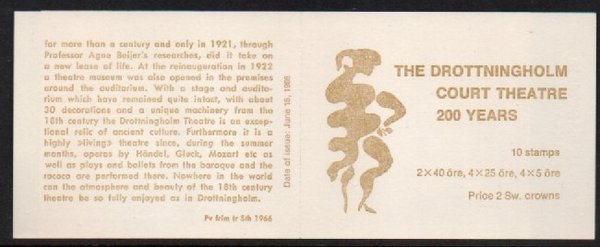 for more than a century and only in 1921, through
Professor Agne Beijer's researches, did it take on
a new lease of life. At the reinauguration in 1922
a theatre museum was also opened in the premises
around the auditorium. With a stage and audito-
rium which have remained quite intact, with about
30 decorations and a unique machinery from the
18th century the Drottningholm Theatre is an excep-
tional relic of ancient culture. Furthermore it is a
highly »living» theatre since, during the summer
months, operas by Händel, Gluck, Mozart etc as
well as plays and ballets from the baroque and the
rococo are performed there. Nowhere in the world
can the atmosphere and beauty of the 18th century
theatre be so fully enjoyed as in Drottningholm.
Pv frim tr Sth 1966
Date of issue: June 15, 1966
THE DROTTNINGHOLM
COURT THEATRE
200 YEARS
10 stamps
2×40 öre, 4×25 öre, 4×5 öre
Price 2 Sw. crowns